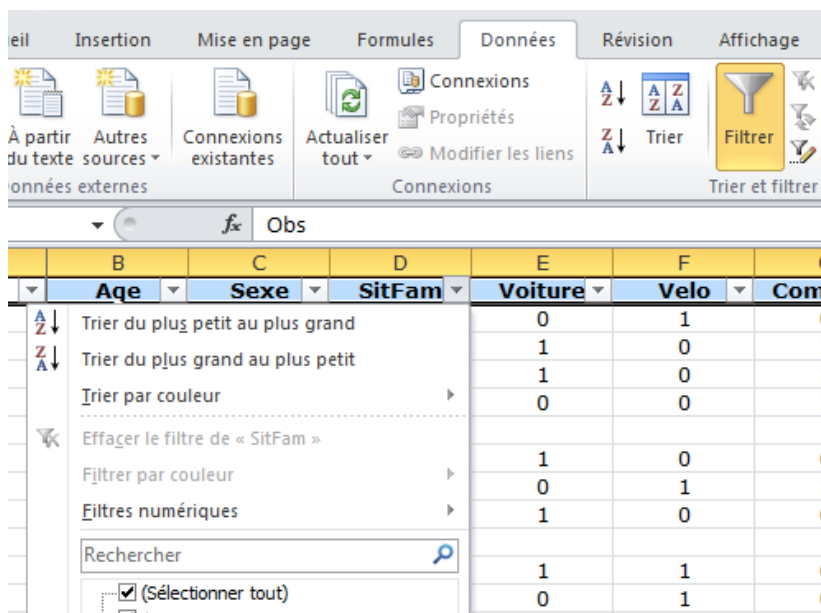 eil Insertion Mise en page Formules Données Révision Affichage
À partir du texte
Autres sources
Connexions existantes
Actualiser tout
Connexions
Propriétés
Modifier les liens
A Z
Z A
A Z Z A
Trier
Filtrer
onnées externes Connexions Trier et filtrer
fx Obs
B C D E F
Age Sexe SitFam Voiture Velo Com
0 1
1 0
1 0
0 0
1 0
0 1
1 0
1 1
0 1
A Z Trier du plus petit au plus grand
Z A Trier du plus grand au plus petit
Trier par couleur
Effacer le filtre de « SitFam »
Filtrer par couleur
Filtres numériques
Rechercher
(Sélectionner tout)